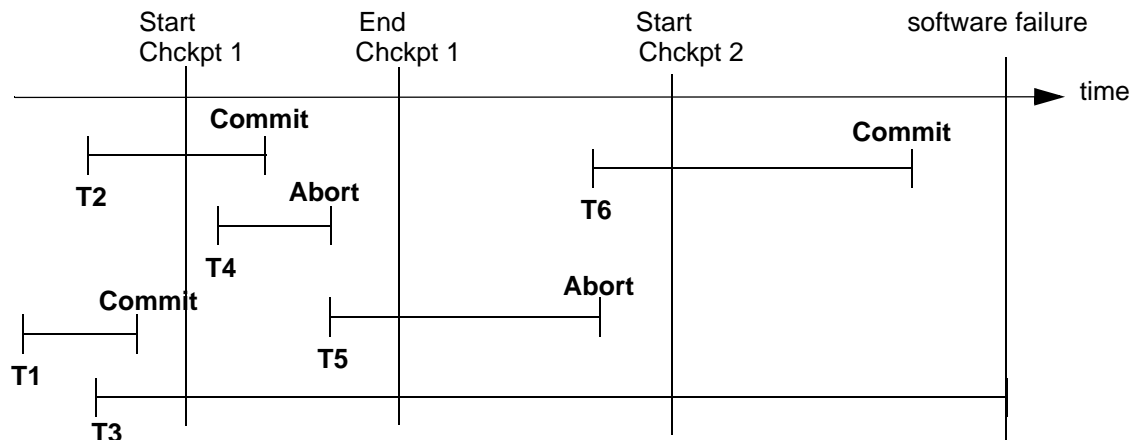 Start
Chckpt 1
End
Chckpt 1
Start
Chckpt 2
software failure
time
Commit
Commit
T2
Abort
T6
T4
Commit
Abort
T5
T1
T3